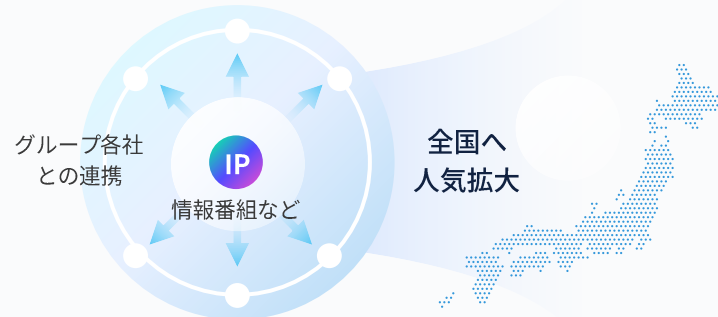 グループ各社
との連携
IP
情報番組など
全国へ
人気拡大